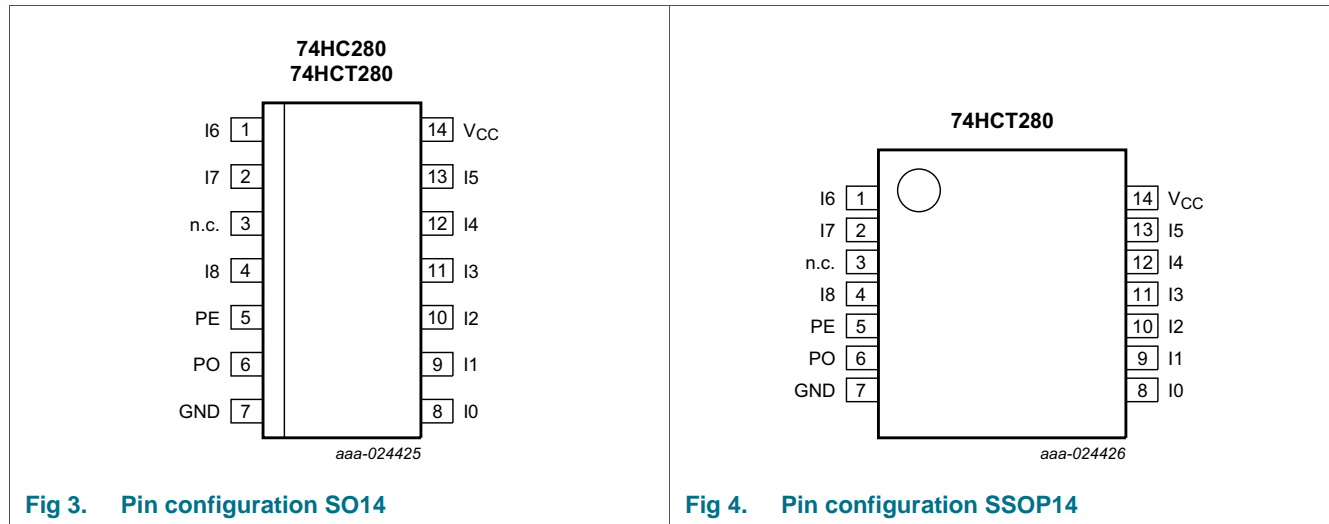 74HC280
74HCT280
I6 1 14 VCC
I7 2 13 I5
n.c. 3 12 I4
I8 4 11 I3
PE 5 10 I2
PO 6 9 I1
GND 7 8 I0
aaa-024425
Fig 3. Pin configuration SO14
74HCT280
I6 1 14 VCC
I7 2 13 I5
n.c. 3 12 I4
I8 4 11 I3
PE 5 10 I2
PO 6 9 I1
GND 7 8 I0
aaa-024426
Fig 4. Pin configuration SSOP14